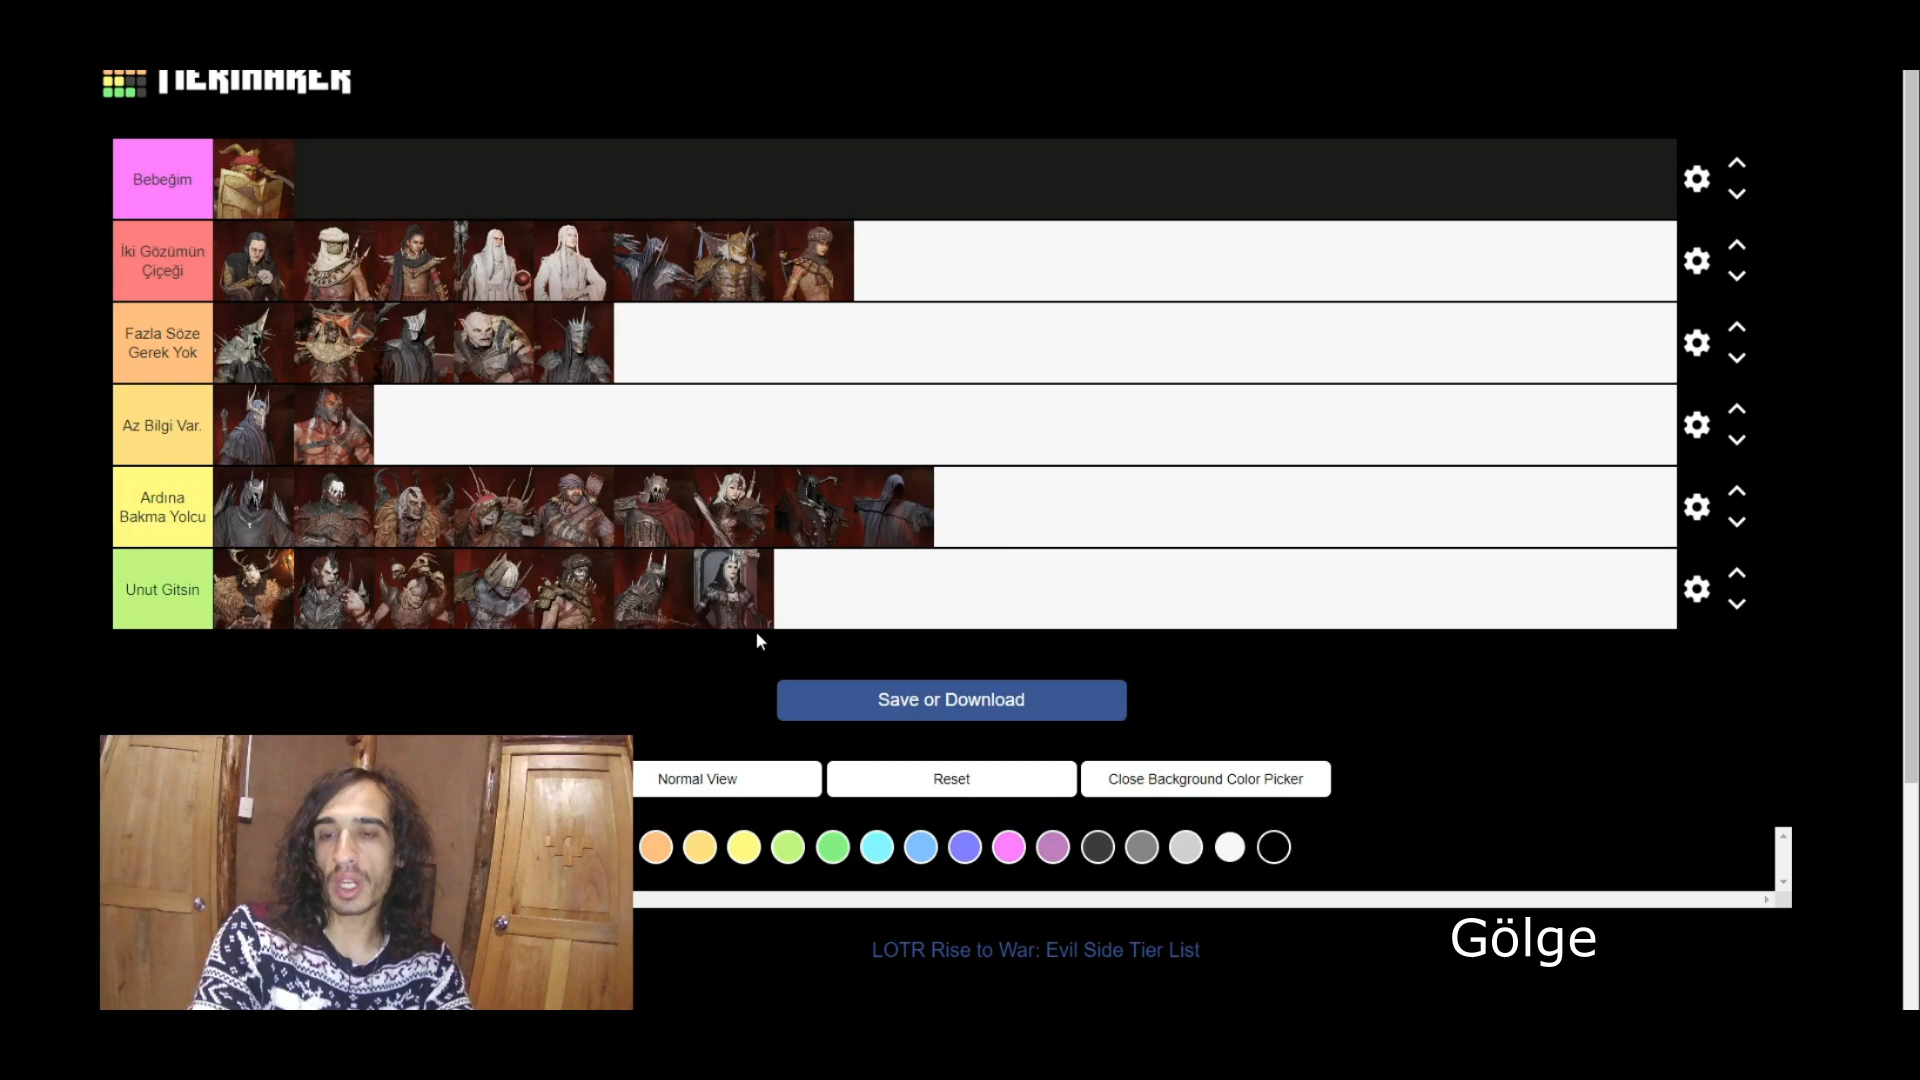 TIERMAKER
Bebeğim
İki Gözümün
Çiçeği
Fazla Söze
Gerek Yok
Az Bilgi Var.
Ardına
Bakma Yolcu
Unut Gitsin
Save or Download
Normal View
Reset
Close Background Color Picker
LOTR Rise to War: Evil Side Tier List
Gölge